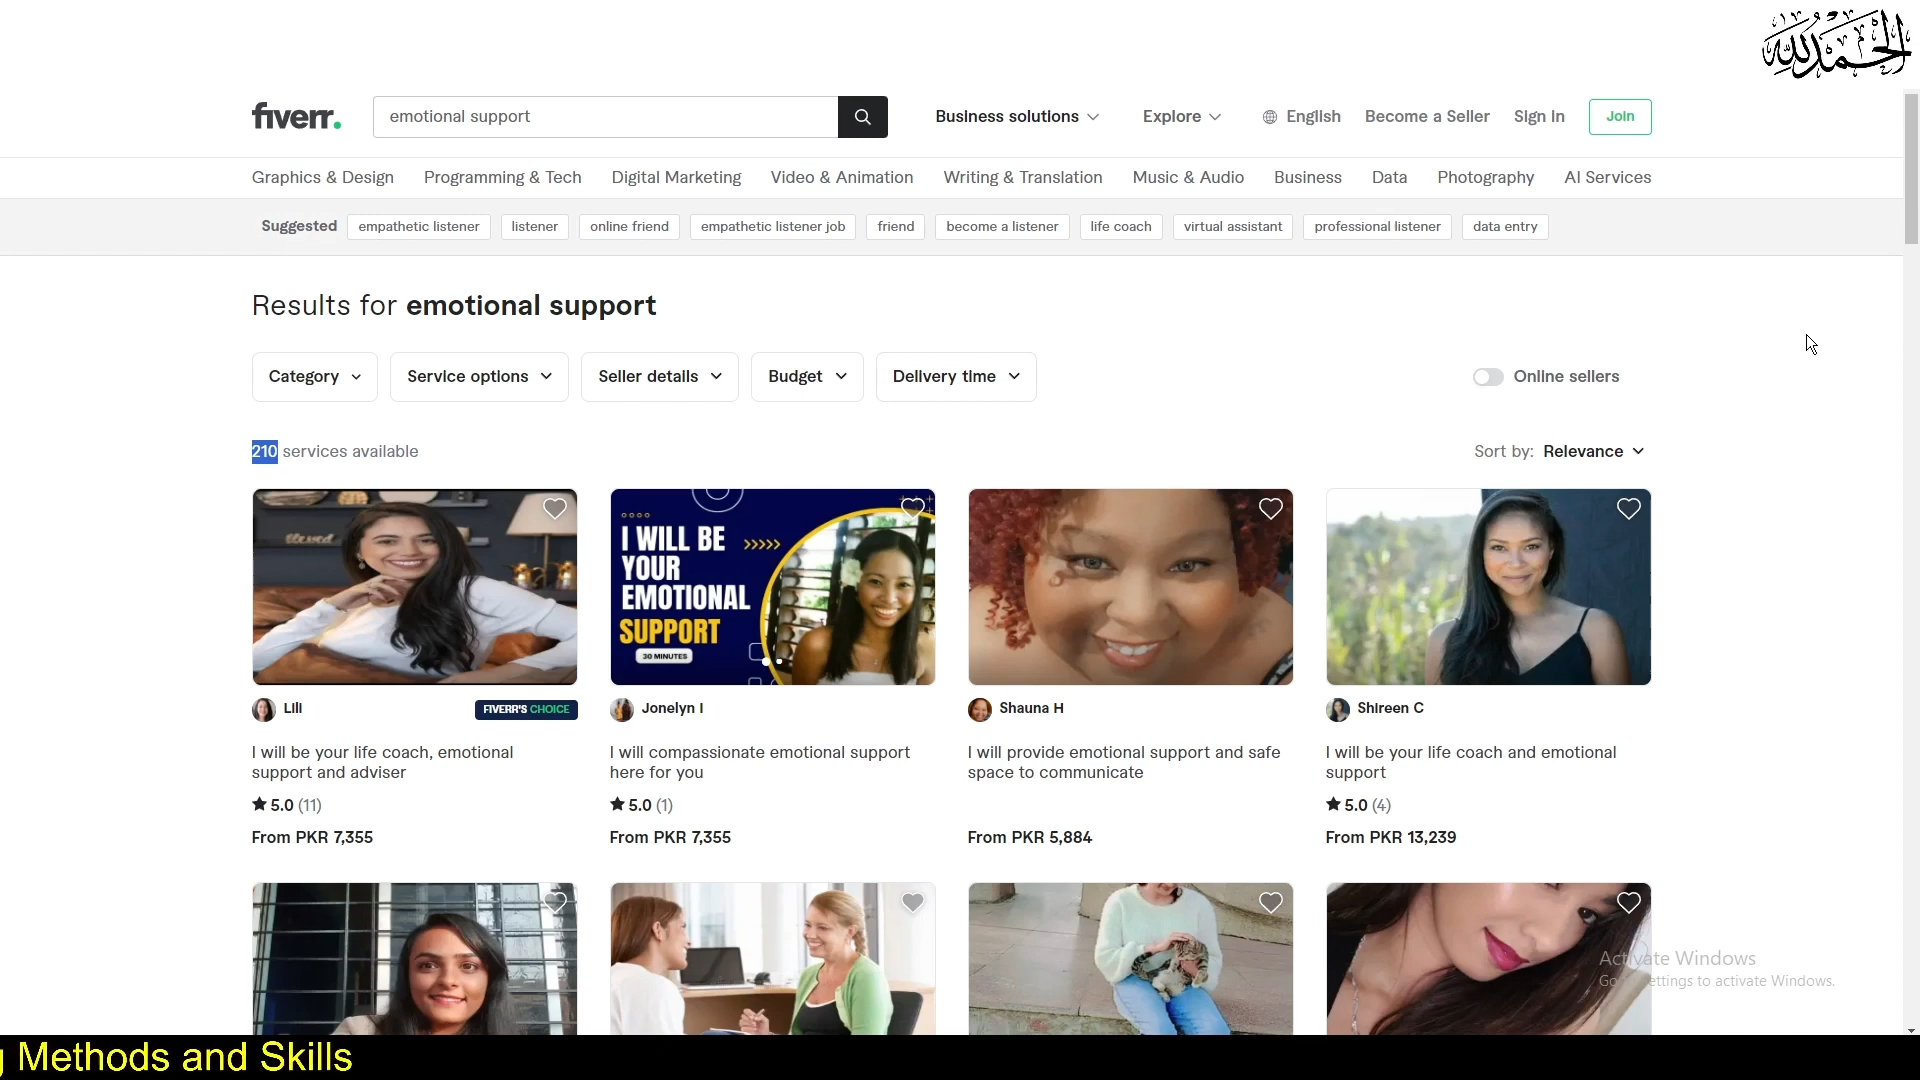 الحمد لله
fiverr.
emotional support
Business solutions
Explore
English
Become a Seller
Sign In
Join
Graphics & Design
Programming & Tech
Digital Marketing
Video & Animation
Writing & Translation
Music & Audio
Business
Data
Photography
AI Services
Suggested
empathetic listener
listener
online friend
empathetic listener job
friend
become a listener
life coach
virtual assistant
professional listener
data entry
Results for emotional support
Category
Service options
Seller details
Budget
Delivery time
Online sellers
210 services available
Sort by: Relevance
I WILL BE
YOUR
EMOTIONAL
SUPPORT
30 MINUTES
Lili
FIVERR'S CHOICE
Jonelyn I
Shauna H
Shireen C
I will be your life coach, emotional
support and adviser
I will compassionate emotional support
here for you
I will provide emotional support and safe
space to communicate
I will be your life coach and emotional
support
5.0 (11)
5.0 (1)
5.0 (4)
From PKR 7,355
From PKR 7,355
From PKR 5,884
From PKR 13,239
Activate Windows
Go ettings to activate Windows.
Methods and Skills